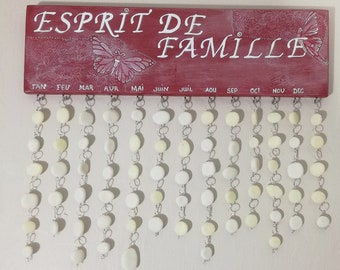 ESPRIT DE
FAMILLE
JAN FEV MAR AVR MAI JUIN JUIL AOU SEP OCT NOV DEC